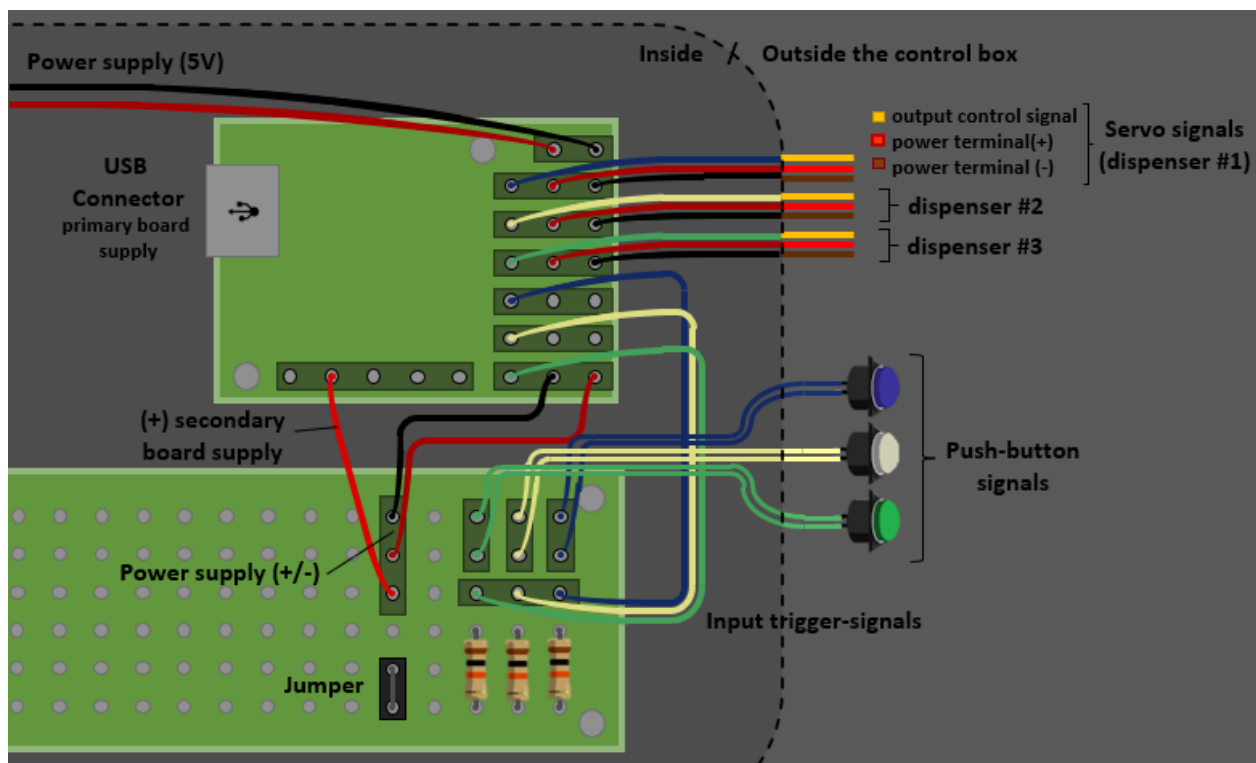 Power supply (5V)
Inside / Outside the control box
output control signal
power terminal(+)
power terminal (-)
Servo signals
(dispenser #1)
dispenser #2
dispenser #3
USB
Connector
primary board
supply
(+) secondary
board supply
Push-button
signals
Power supply (+/-)
Input trigger-signals
Jumper